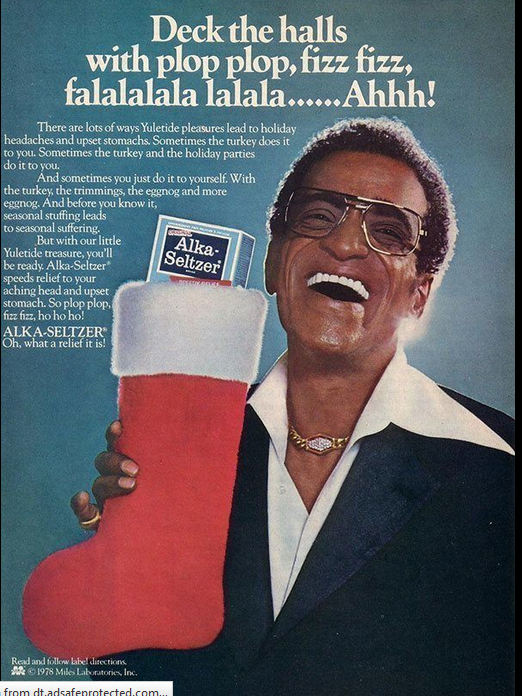 Deck the halls
with plop plop, fizz fizz,
falalalala lalala......Ahhh!
There are lots of ways Yuletide pleasures lead to holiday
headaches and upset stomachs. Sometimes the turkey does it
to you. Sometimes the turkey and the holiday parties
do it to you.
And sometimes you just do it to yourself. With
the turkey, the trimmings, the eggnog and more
eggnog. And before you know it,
seasonal stuffing leads
to seasonal suffering.
But with our little
Yuletide treasure, you'll
be ready. Alka-Seltzer®
speeds relief to your
aching head and upset
stomach. So plop plop,
fizz fizz, ho ho ho!
ALKA-SELTZER®
Oh, what a relief it is!
Alka-
Seltzer
SPEEDY RELIEF
Read and follow label directions.
© 1978 Miles Laboratories, Inc.
from dt.adsafeprotected.com...